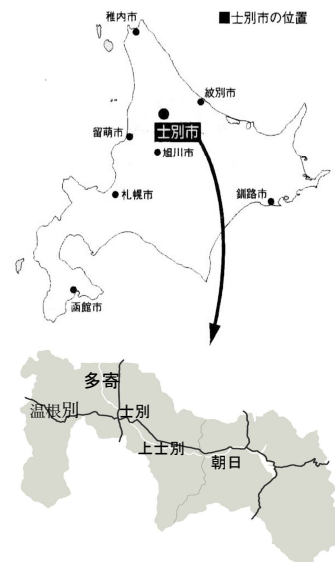 稚内市
■士別市の位置
紋別市
留萌市
士別市
旭川市
札幌市
釧路市
函館市
多寄
温根別
士別
上士別
朝日